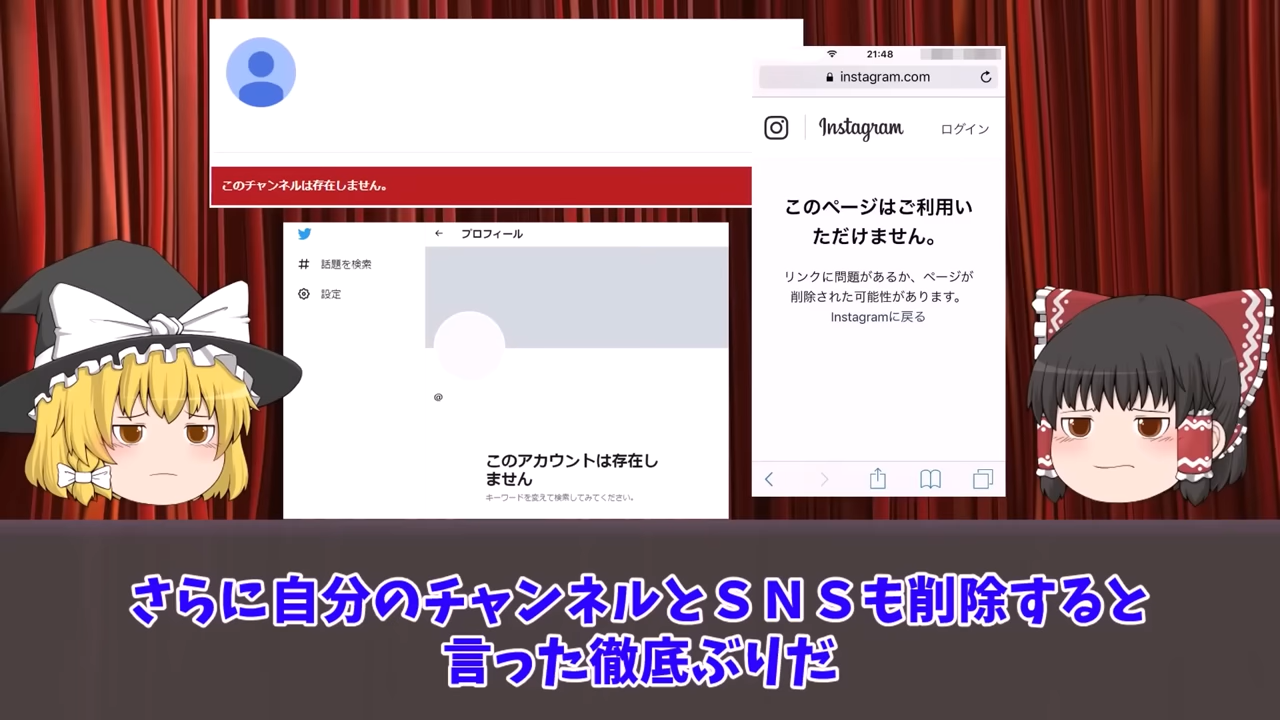 このチャンネルは存在しません。
プロフィール
話題を検索
設定
@
このアカウントは存在し
ません
キーワードを変えて検索してみてください。
21:48
instagram.com
Instagram
ログイン
このページはご利用い
ただけません。
リンクに問題があるか、ページが
削除された可能性があります。
Instagramに戻る
さらに自分のチャンネルとＳＮＳも削除すると
言った徹底ぶりだ